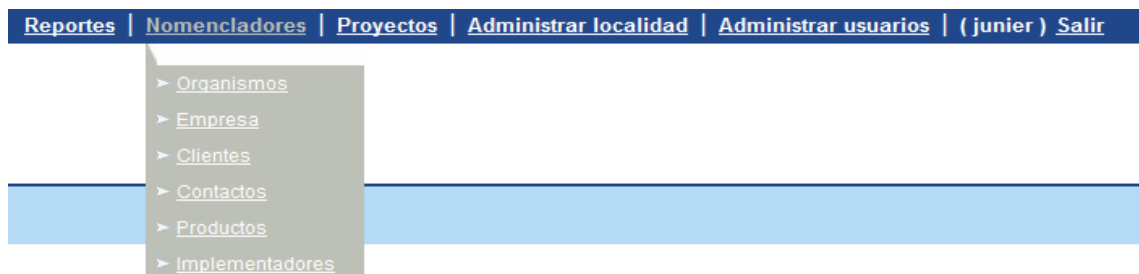 Reportes | Nomencladores | Proyectos | Administrar localidad | Administrar usuarios | ( junier ) Salir
➢ Organismos
➢ Empresa
➢ Clientes
➢ Contactos
➢ Productos
➢ Implementadores